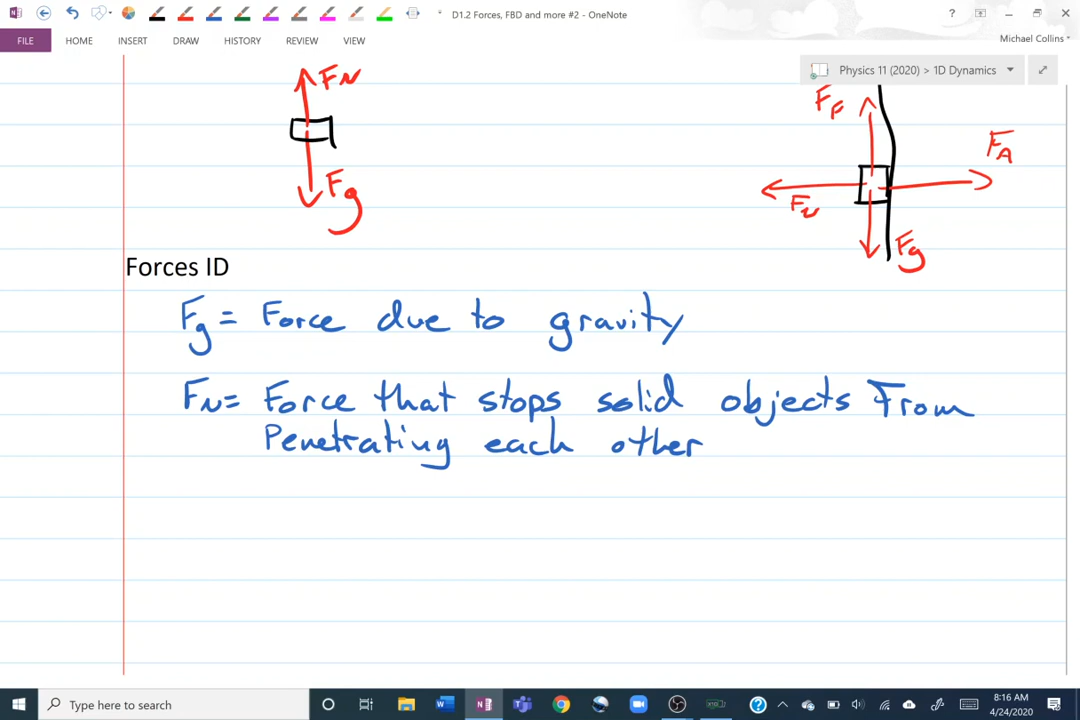 D1.2 Forces, FBD and more #2 - OneNote
FILE HOME INSERT DRAW HISTORY REVIEW VIEW
Michael Collins
Physics 11 (2020) > 1D Dynamics
FN
Fg
FF
FA
FN
Fg
Forces ID
Fg = Force due to gravity
FN = Force that stops solid objects From
Penetrating each other
Type here to search
8:16 AM
4/24/2020